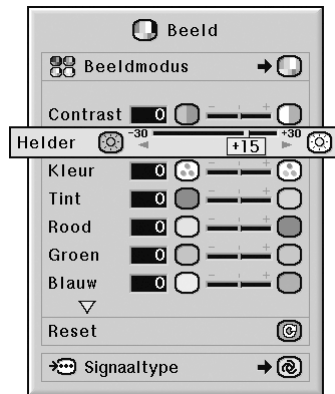 Beeld
Beeldmodus
Contrast 0 - +
Helder -30 +15 +30
Kleur 0 - +
Tint 0 - +
Rood 0 - +
Groen 0 - +
Blauw 0 - +
Reset
Signaaltype